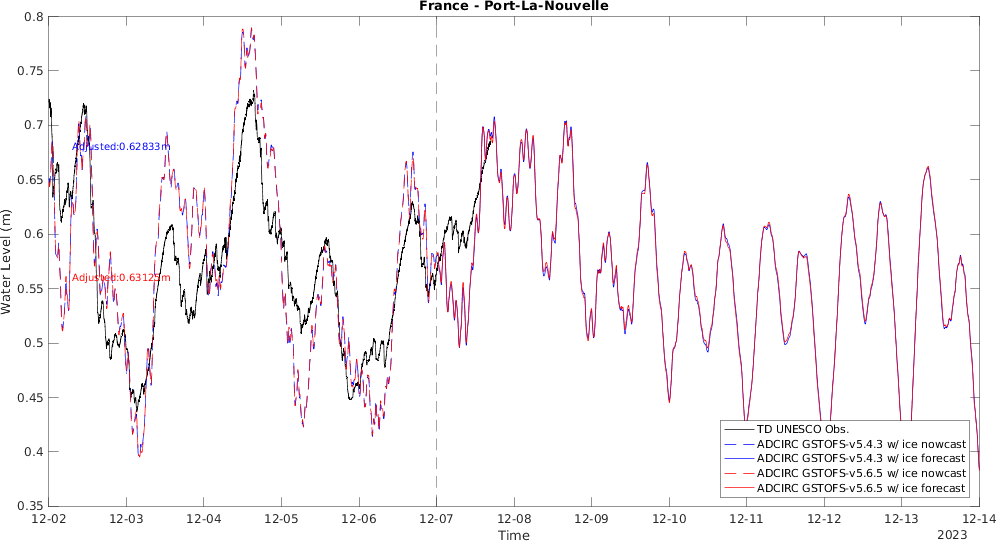 France - Port-La-Nouvelle
0.8
0.75
0.7
0.65
0.6
0.55
0.5
0.45
0.4
0.35
Water Level (m)
Adjusted:0.62833m
Adjusted:0.63125m
TD UNESCO Obs.
ADCIRC GSTOFS-v5.4.3 w/ ice nowcast
ADCIRC GSTOFS-v5.4.3 w/ ice forecast
ADCIRC GSTOFS-v5.6.5 w/ ice nowcast
ADCIRC GSTOFS-v5.6.5 w/ ice forecast
12-02 12-03 12-04 12-05 12-06 12-07 12-08 12-09 12-10 12-11 12-12 12-13 12-14
Time
2023